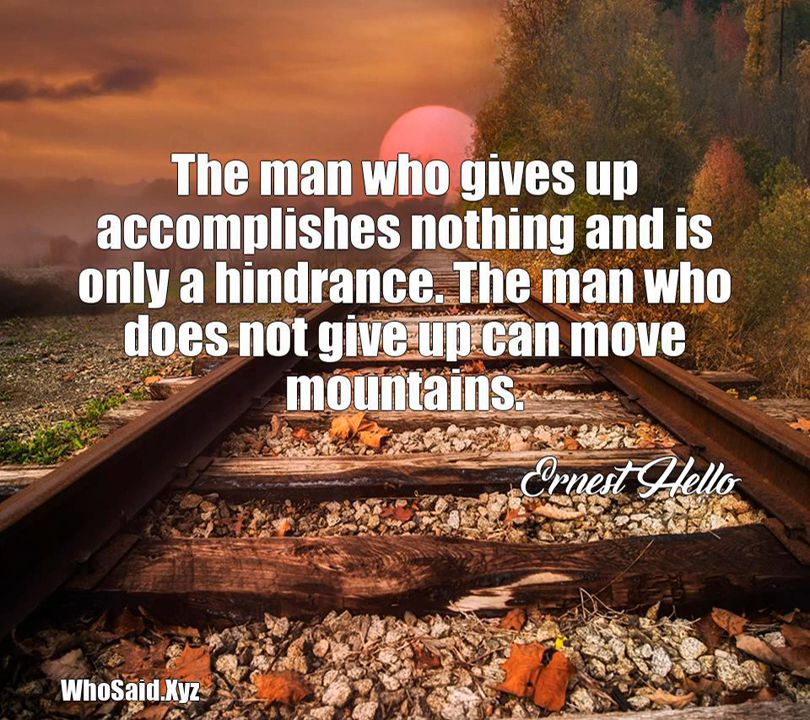 The man who gives up
accomplishes nothing and is
only a hindrance. The man who
does not give up can move
mountains.
Ernest Hello
WhoSaid.Xyz